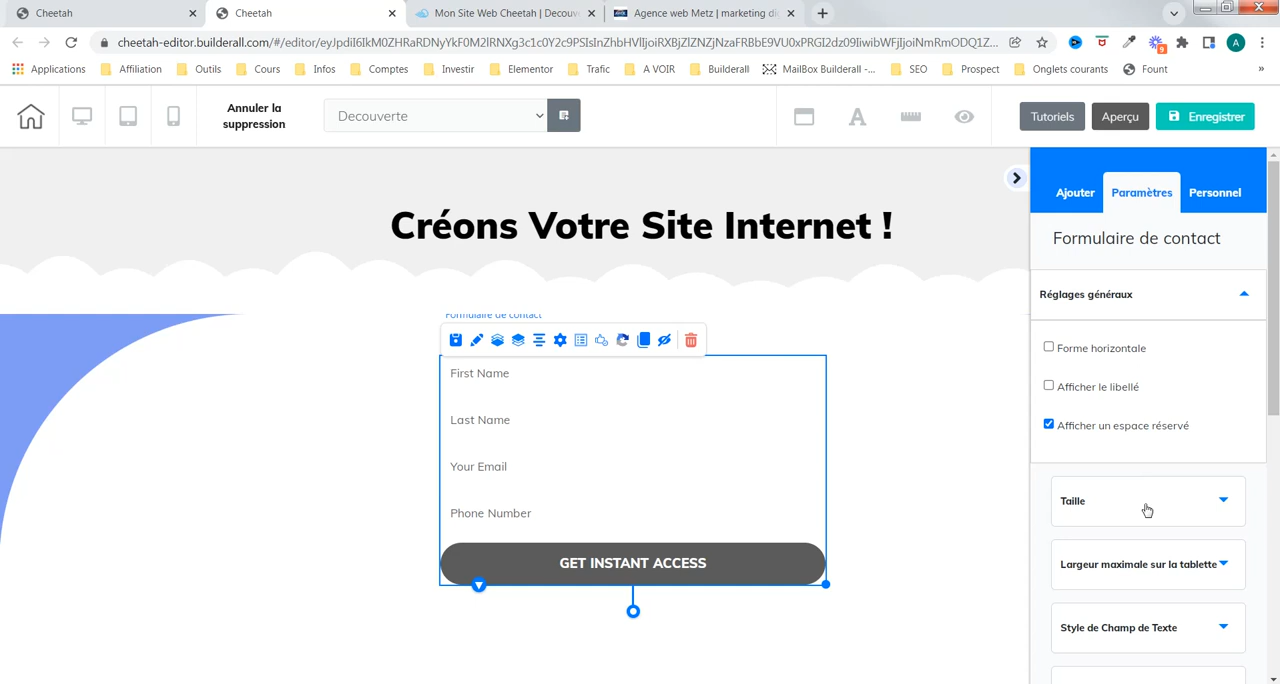 Cheetah
Cheetah
Mon Site Web Cheetah | Decouv
Agence web Metz | marketing di
cheetah-editor.builderall.com/#/editor/eyJpdiI6IkM0ZHRaRDNyYkF0M2lRNXg3c1c0Y2c9PSIsInZhbHVlIjoiRXBjZlZNZjNzaFRBbE9VU0xPRGI2dz09IiwibWFjIjoiNmRmODQ1Z...
A
9
Applications
Affiliation
Outils
Cours
Infos
Comptes
Investir
Elementor
Trafic
A VOIR
Builderall
MailBox Builderall -...
SEO
Prospect
Onglets courants
Fount
»
Annuler la
suppression
Decouverte
Tutoriels
Aperçu
Enregistrer
Ajouter
Paramètres
Personnel
Créons Votre Site Internet !
Formulaire de contact
Réglages généraux
Forme horizontale
Afficher le libellé
Afficher un espace réservé
Taille
Largeur maximale sur la tablette
Style de Champ de Texte
Formulaire de contact
First Name
Last Name
Your Email
Phone Number
GET INSTANT ACCESS